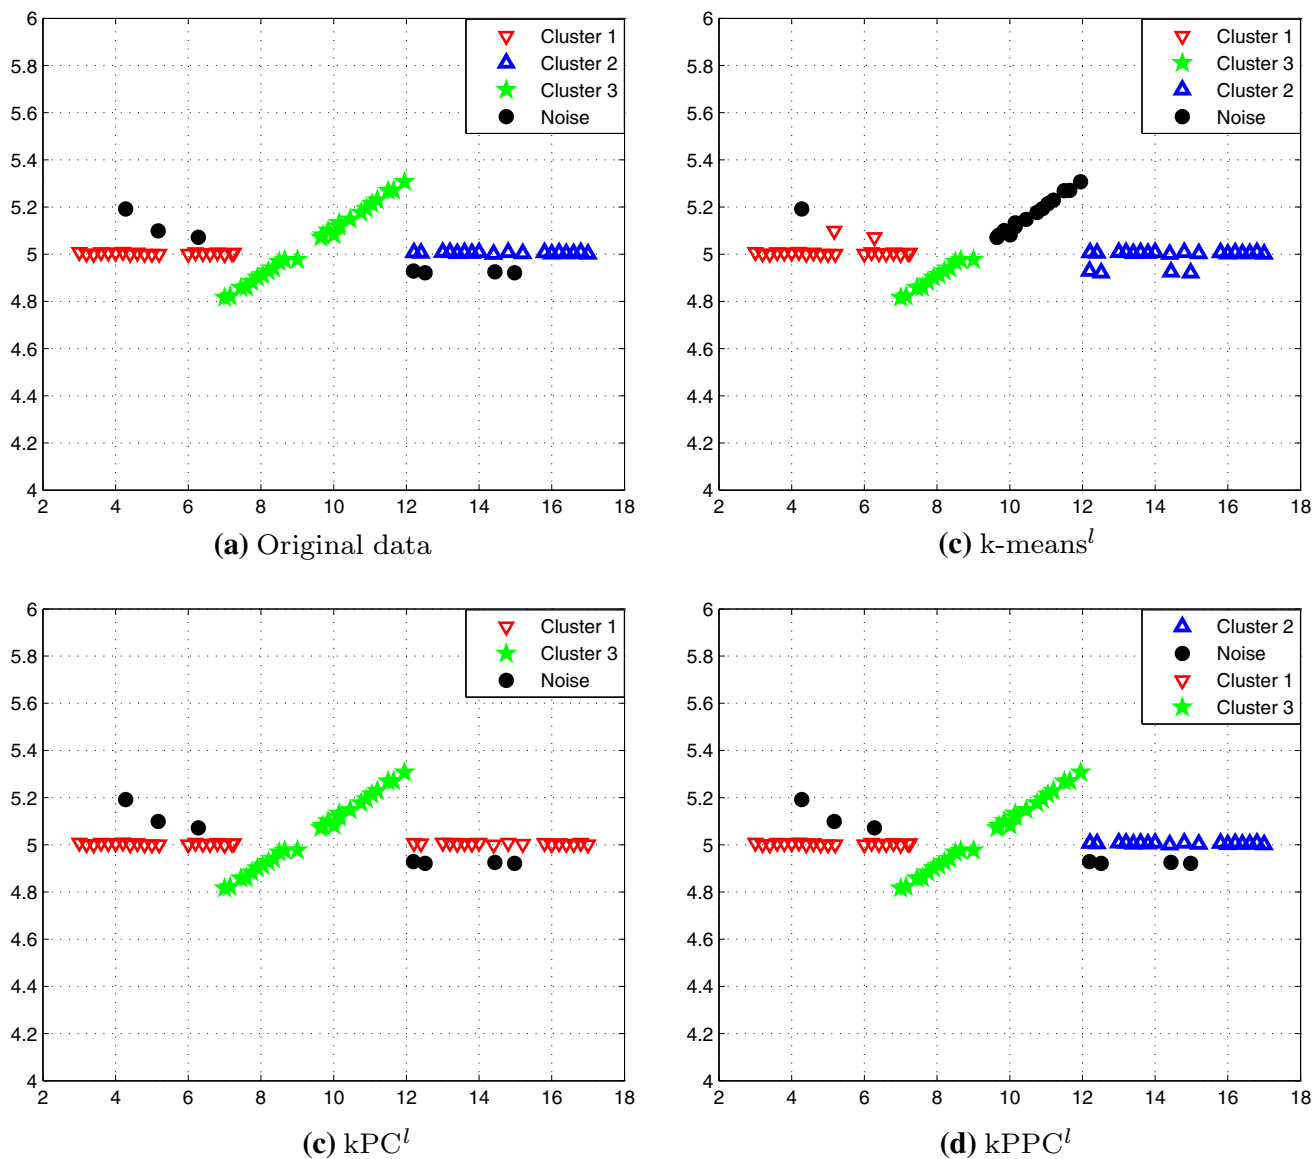 6
5.8
5.6
5.4
5.2
5
4.8
4.6
4.4
4.2
4
2 4 6 8 10 12 14 16 18
Cluster 1
Cluster 2
Cluster 3
Noise
(a) Original data
6
5.8
5.6
5.4
5.2
5
4.8
4.6
4.4
4.2
4
2 4 6 8 10 12 14 16 18
Cluster 1
Cluster 3
Cluster 2
Noise
(c) k-means^l
6
5.8
5.6
5.4
5.2
5
4.8
4.6
4.4
4.2
4
2 4 6 8 10 12 14 16 18
Cluster 1
Cluster 3
Noise
(c) kPC^l
6
5.8
5.6
5.4
5.2
5
4.8
4.6
4.4
4.2
4
2 4 6 8 10 12 14 16 18
Cluster 2
Noise
Cluster 1
Cluster 3
(d) kPPC^l